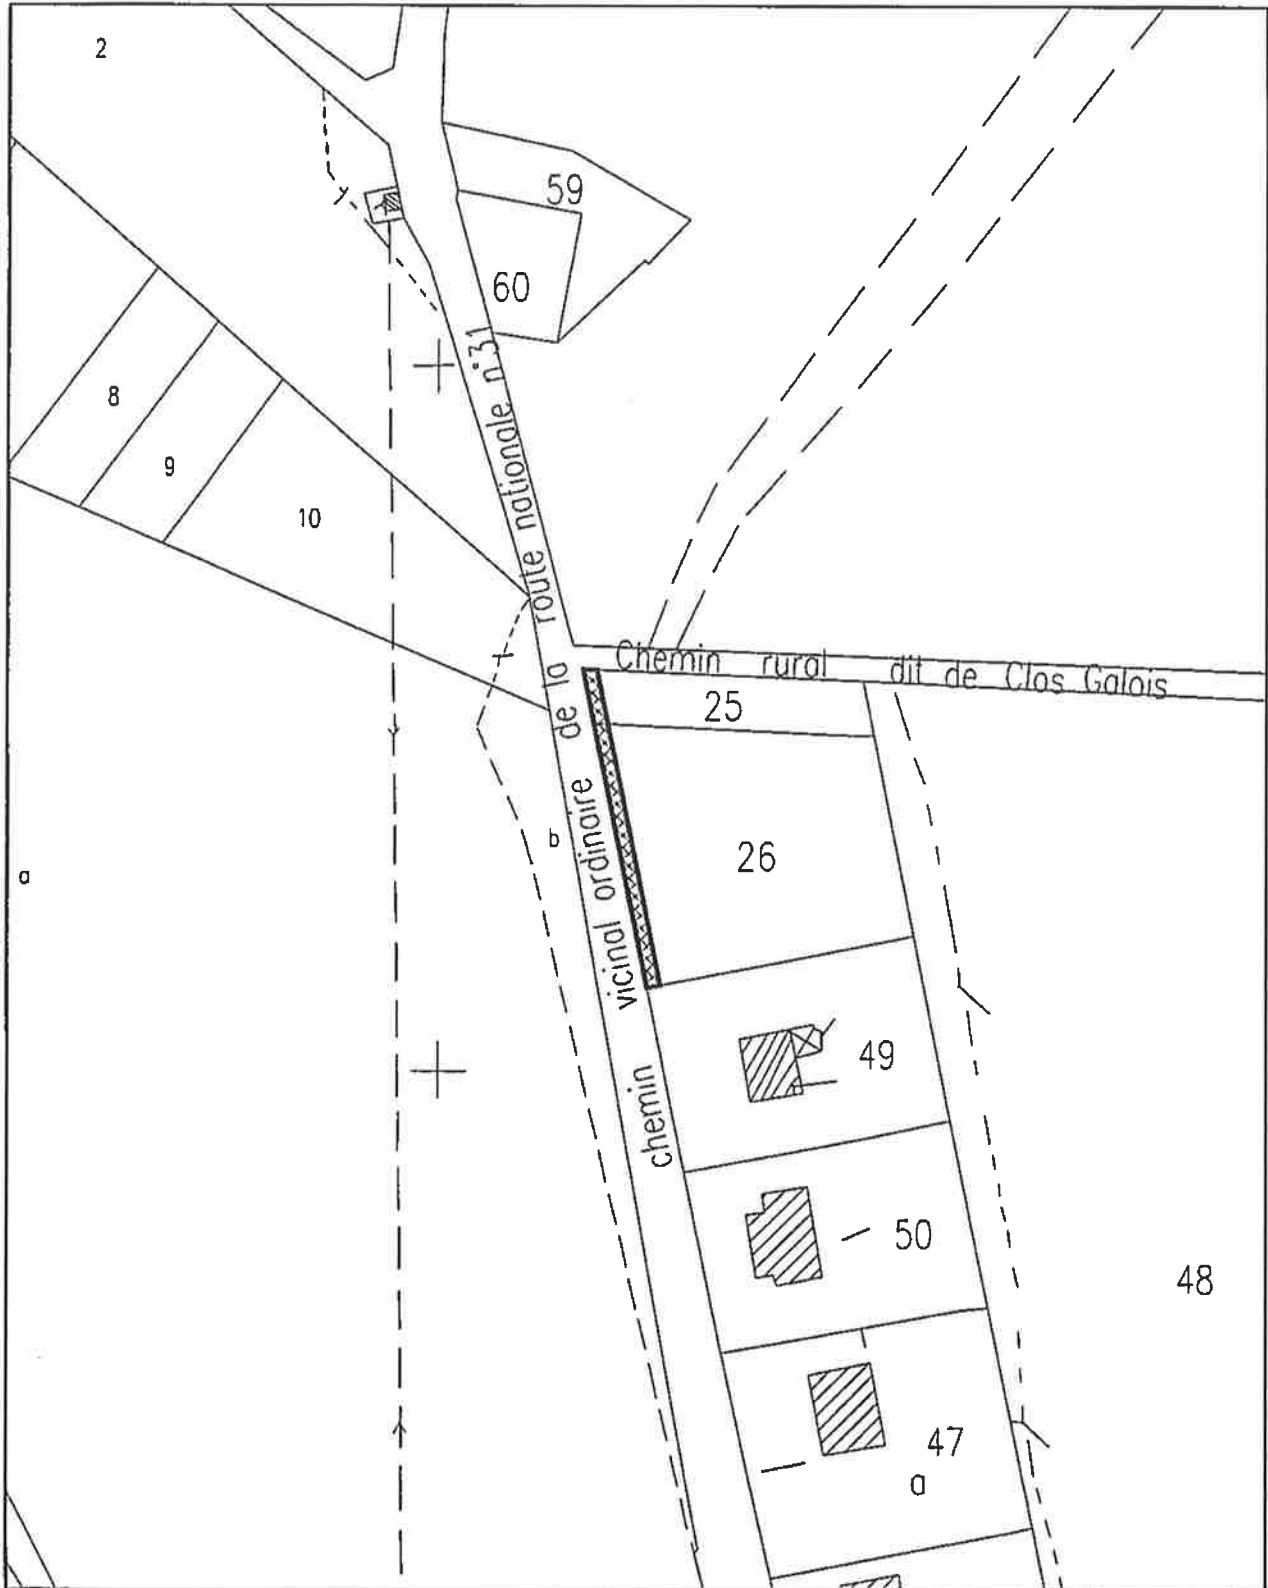 2
59
60
8
9
10
chemin vicinal ordinaire de la route nationale n°31
Chemin rural dit de Clos Galois
25
b
26
a
49
50
48
47
a